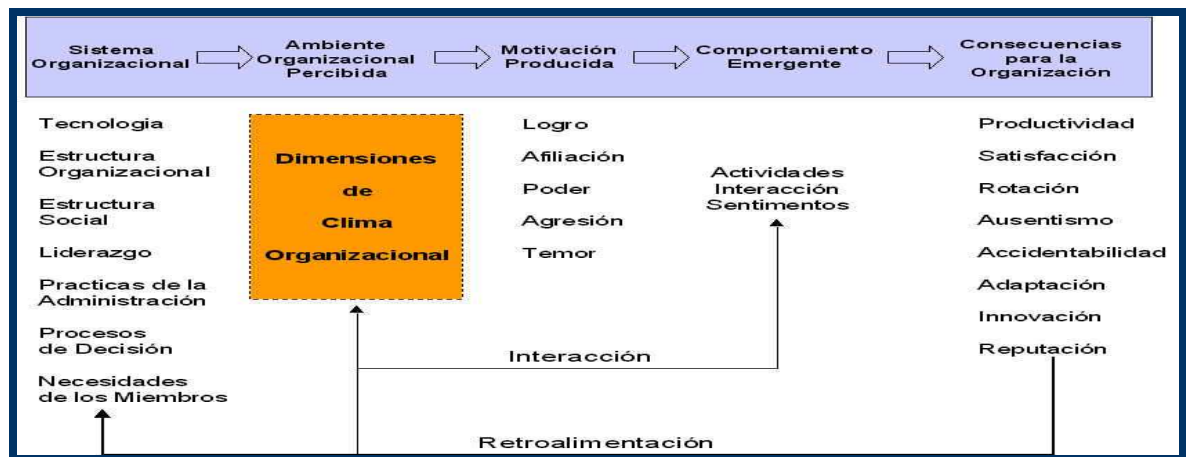 Sistema
Organizacional
Ambiente
Organizacional
Percibida
Motivación
Producida
Comportamiento
Emergente
Consecuencias
para la
Organización
Tecnologia
Estructura
Organizacional
Estructura
Social
Liderazgo
Practicas de la
Administración
Procesos
de Decisión
Necesidades
de los Miembros
Dimensiones
de
Clima
Organizacional
Logro
Afiliación
Poder
Agresión
Temor
Actividades
Interacción
Sentimentos
Productividad
Satisfacción
Rotación
Ausentismo
Accidentabilidad
Adaptación
Innovación
Reputación
Interacción
Retroalimentación